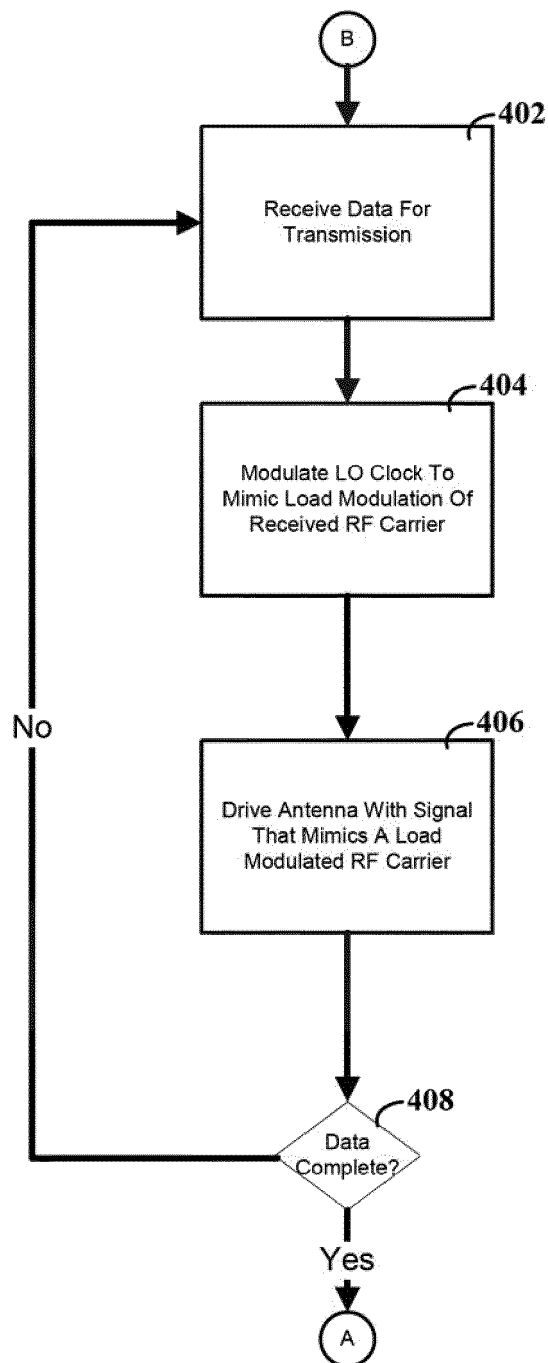 B
402
Receive Data For
Transmission
404
Modulate LO Clock To
Mimic Load Modulation Of
Received RF Carrier
406
Drive Antenna With Signal
That Mimics A Load
Modulated RF Carrier
No
408
Data
Complete?
Yes
A